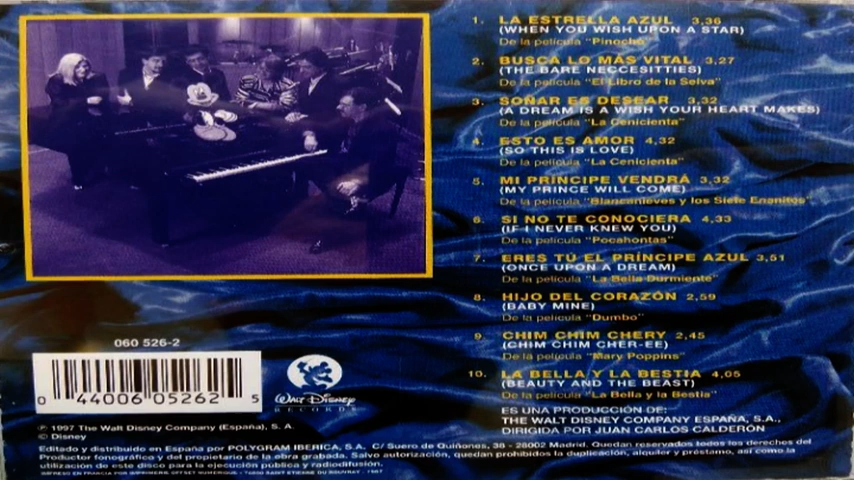 1. LA ESTRELLA AZUL 3,36
(WHEN YOU WISH UPON A STAR)
De la película "Pinocho"
2. BUSCA LO MÁS VITAL 3,27
(THE BARE NECCESITTIES)
De la película "El Libro de la Selva"
3. SOÑAR ES DESEAR 3,32
(A DREAM IS A WISH YOUR HEART MAKES)
De la película "La Cenicienta"
4. ESTO ES AMOR 4,32
(SO THIS IS LOVE)
De la película "La Cenicienta"
5. MI PRÍNCIPE VENDRÁ 3,32
(MY PRINCE WILL COME)
De la película "Blancanieves y los Siete Enanitos"
6. SI NO TE CONOCIERA 4,33
(IF I NEVER KNEW YOU)
De la película "Pocahontas"
7. ERES TÚ EL PRÍNCIPE AZUL 3,51
(ONCE UPON A DREAM)
De la película "La Bella Durmiente"
8. HIJO DEL CORAZÓN 2,59
(BABY MINE)
De la película "Dumbo"
9. CHIM CHIM CHERY 2,45
(CHIM CHIM CHER-EE)
De la película "Mary Poppins"
10. LA BELLA Y LA BESTIA 4,05
(BEAUTY AND THE BEAST)
De la película "La Bella y la Bestia"
ES UNA PRODUCCIÓN DE:
THE WALT DISNEY COMPANY ESPAÑA, S.A.,
DIRIGIDA POR JUAN CARLOS CALDERÓN
060 526-2
0 44006 05262 5
WALT DISNEY
RECORDS
℗ 1997 The Walt Disney Company (España), S. A.
© Disney
Editado y distribuido en España por POLYGRAM IBERICA, S.A. C/ Suero de Quiñones, 38 - 28002 Madrid. Quedan reservados todos los derechos del
Productor fonográfico y del propietario de la obra grabada. Salvo autorización, quedan prohibidos la duplicación, alquiler y préstamo, así como la
utilización de este disco para la ejecución pública y radiodifusión.
IMPRESO EN FRANCIA POR IMPRIMERIE OFFSET NUMERIQUE - SAINT ETIENNE DU ROUVRAY - 1997